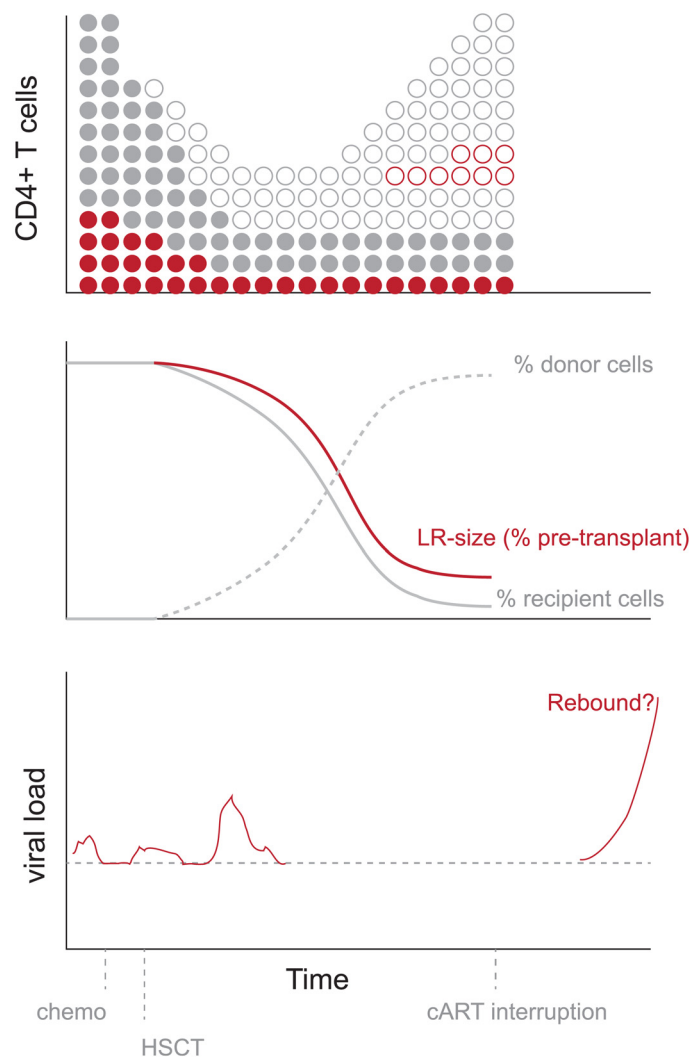 CD4+ T cells
% donor cells
LR-size (% pre-transplant)
% recipient cells
Rebound?
viral load
Time
chemo
cART interruption
HSCT